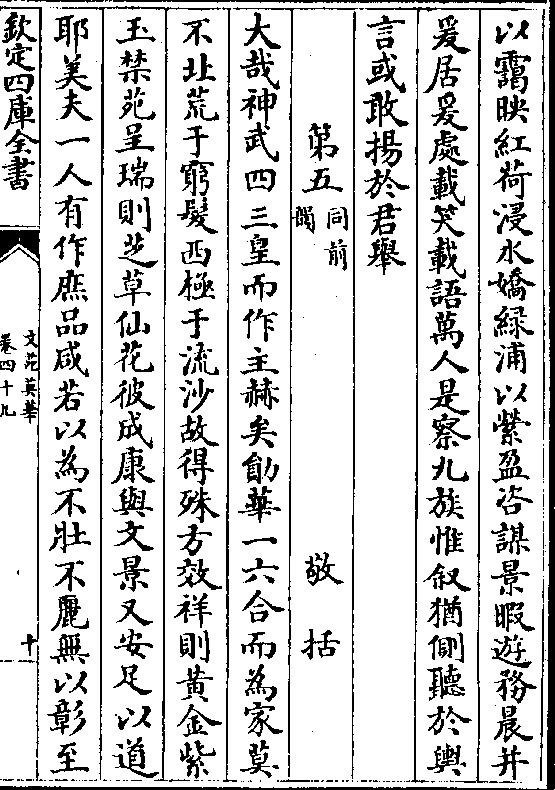 以靄映紅荷浸水嬌緑浦以縈盈咨謀景暇遊務晨并
爰居爰處載笑載語萬人是察九族惟叙猶側聽於輿
言或敢揚於君舉
第五 同前韻 敬括
大哉神武四三皇而作主赫矣勛華一六合而為家莫
不北荒于窮髮西極于流沙故得殊方效祥則黄金紫
玉禁苑呈瑞則芝草仙花彼成康與文景又安足以道
耶美夫一人有作庶品咸若以為不壯不麗無以彰至
欽定四庫全書
文苑英華
卷四十九
十